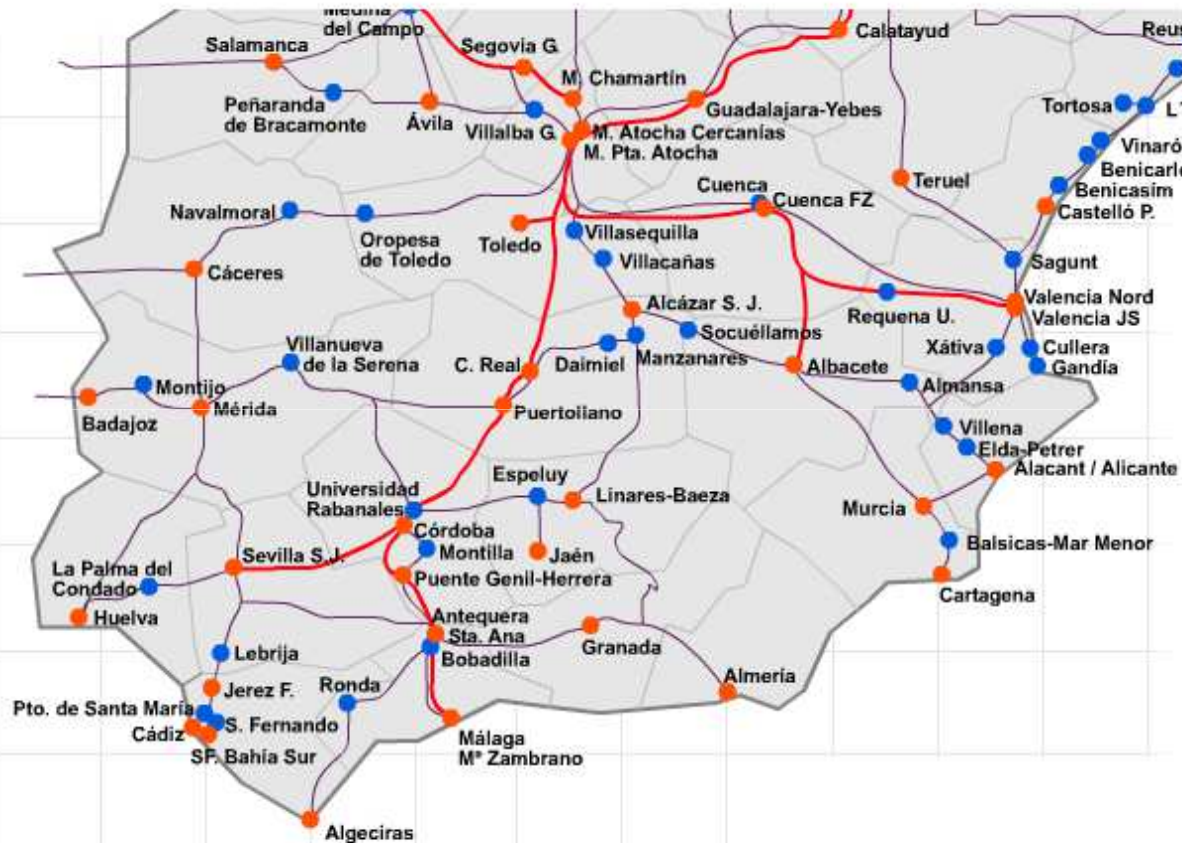 Medina
del Campo
Calatayud
Reus
Salamanca
Segovia G.
M. Chamartín
Peñaranda
de Bracamonte
Ávila
Villalba G.
Guadalajara-Yebes
Tortosa
M. Atocha Cercanías
M. Pta. Atocha
Vinaró
Benicarlo
Benicasim
Castelló P.
Teruel
Cuenca
Cuenca FZ
Navalmoral
Oropesa
de Toledo
Toledo
Villasequilla
Villacañas
Sagunt
Cáceres
Alcázar S. J.
Socuéllamos
Requena U.
Valencia Nord
Valencia JS
Villanueva
de la Serena
C. Real
Daimiel
Manzanares
Albacete
Xátiva
Cullera
Gandía
Montijo
Badajoz
Mérida
Puertollano
Almansa
Villena
Elda-Petrer
Alacant / Alicante
Universidad
Rabanales
Espeluy
Linares-Baeza
Murcia
Córdoba
Montilla
Jaén
Balsicas-Mar Menor
Sevilla S.J.
La Palma del
Condado
Puente Genil-Herrera
Cartagena
Huelva
Antequera
Sta. Ana
Bobadilla
Granada
Lebrija
Almería
Jerez F.
Ronda
Pto. de Santa María
S. Fernando
Cádiz
SF. Bahía Sur
Málaga
Mª Zambrano
Algeciras